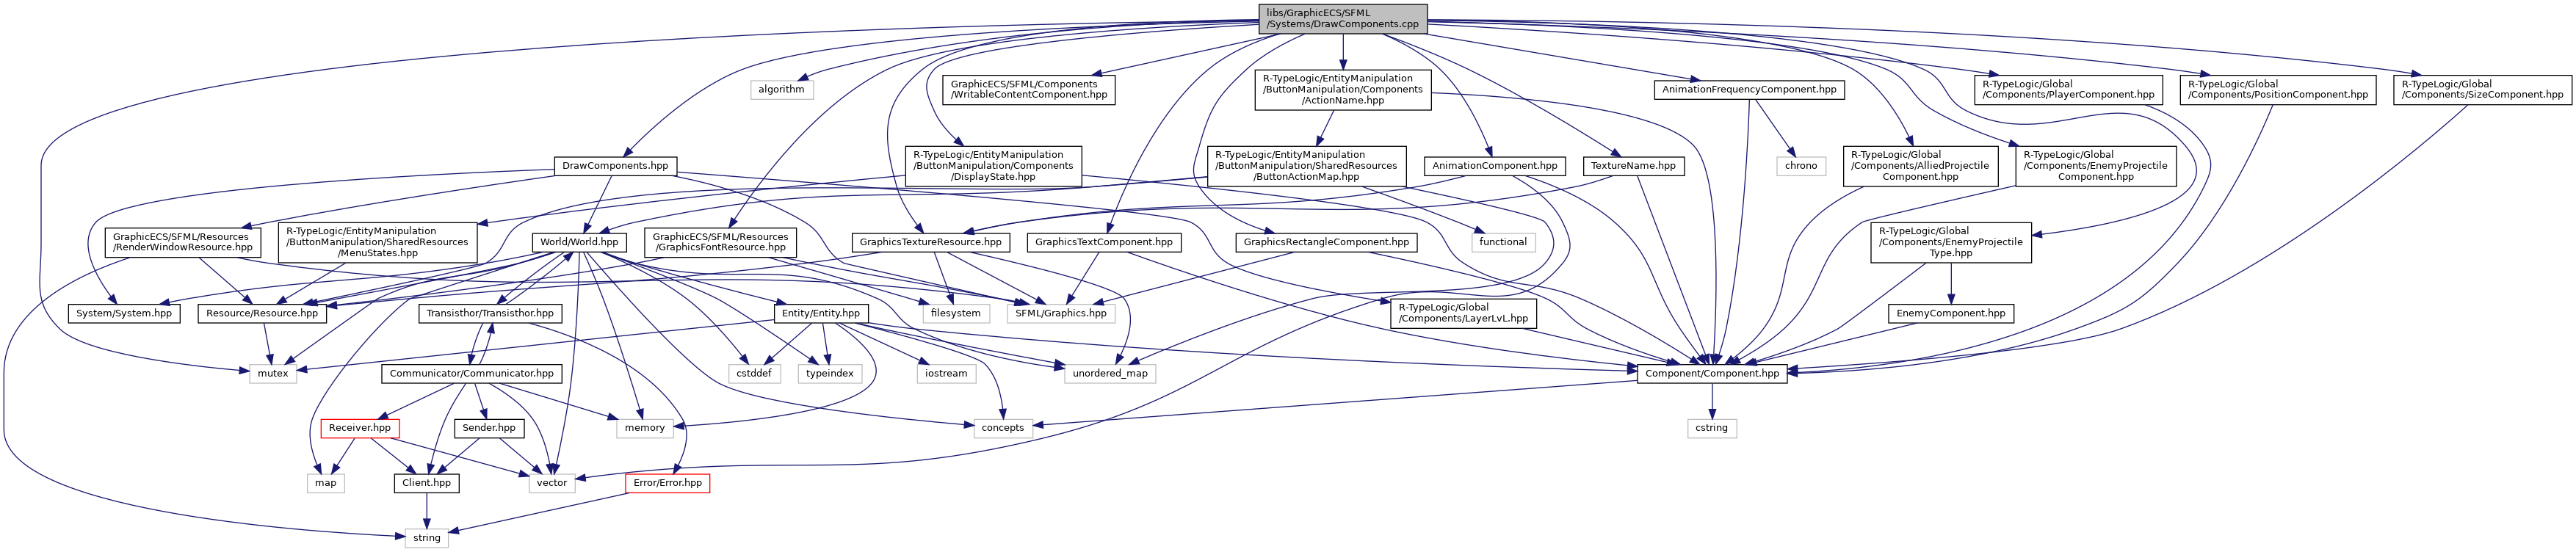 libs/GraphicECS/SFML
/Systems/DrawComponents.cpp
algorithm
GraphicECS/SFML/Components
/WritableContentComponent.hpp
R-TypeLogic/EntityManipulation
/ButtonManipulation/Components
/ActionName.hpp
AnimationFrequencyComponent.hpp
R-TypeLogic/Global
/Components/PlayerComponent.hpp
R-TypeLogic/Global
/Components/PositionComponent.hpp
R-TypeLogic/Global
/Components/SizeComponent.hpp
DrawComponents.hpp
R-TypeLogic/EntityManipulation
/ButtonManipulation/Components
/DisplayState.hpp
R-TypeLogic/EntityManipulation
/ButtonManipulation/SharedResources
/ButtonActionMap.hpp
AnimationComponent.hpp
TextureName.hpp
chrono
R-TypeLogic/Global
/Components/AlliedProjectile
Component.hpp
R-TypeLogic/Global
/Components/EnemyProjectile
Component.hpp
GraphicECS/SFML/Resources
/RenderWindowResource.hpp
R-TypeLogic/EntityManipulation
/ButtonManipulation/SharedResources
/MenuStates.hpp
World/World.hpp
GraphicECS/SFML/Resources
/GraphicsFontResource.hpp
GraphicsTextureResource.hpp
GraphicsTextComponent.hpp
GraphicsRectangleComponent.hpp
functional
R-TypeLogic/Global
/Components/EnemyProjectile
Type.hpp
System/System.hpp
Resource/Resource.hpp
Transisthor/Transisthor.hpp
Entity/Entity.hpp
filesystem
SFML/Graphics.hpp
R-TypeLogic/Global
/Components/LayerLvL.hpp
EnemyComponent.hpp
mutex
Communicator/Communicator.hpp
cstddef
typeindex
iostream
unordered_map
Component/Component.hpp
Receiver.hpp
Sender.hpp
memory
concepts
cstring
map
Client.hpp
vector
Error/Error.hpp
string